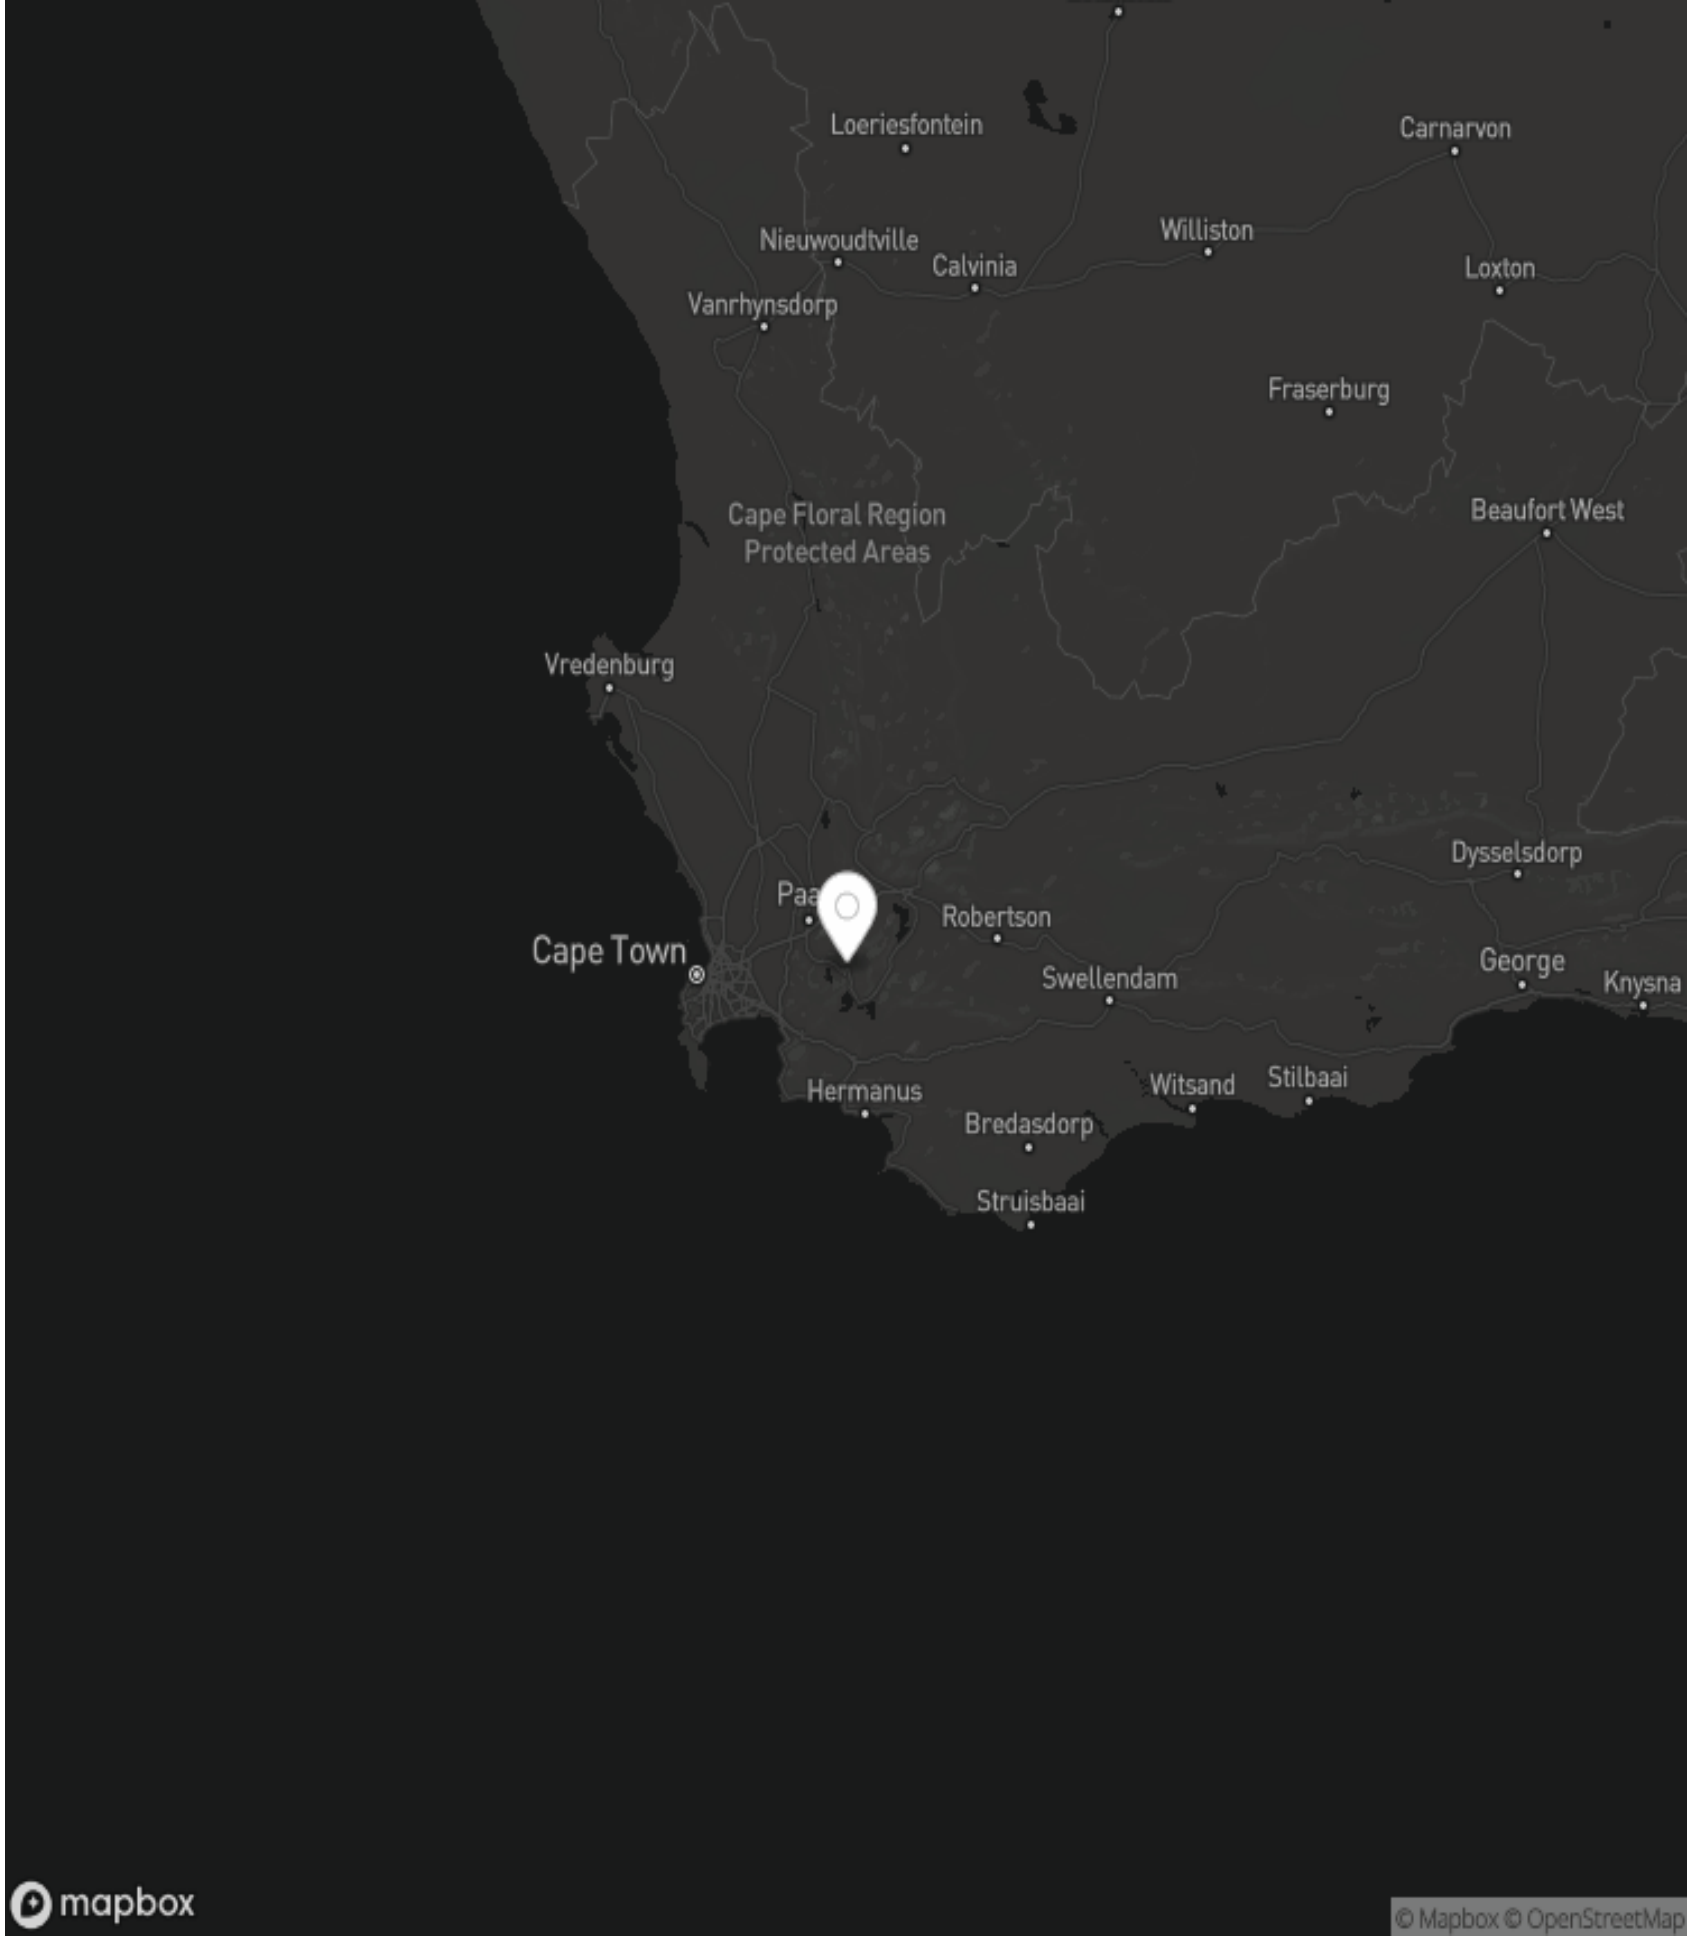 Loeriesfontein
Carnarvon
Williston
Nieuwoudtville
Calvinia
Loxton
Vanrhynsdorp
Fraserburg
Cape Floral Region
Protected Areas
Beaufort West
Vredenburg
Dysselsdorp
Paa
Robertson
Cape Town
George
Swellendam
Knysna
Hermanus
Witsand
Stilbaai
Bredasdorp
Struisbaai
mapbox
© Mapbox © OpenStreetMap